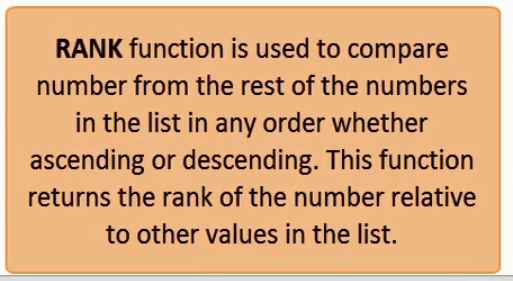 RANK function is used to compare
number from the rest of the numbers
in the list in any order whether
ascending or descending. This function
returns the rank of the number relative
to other values in the list.